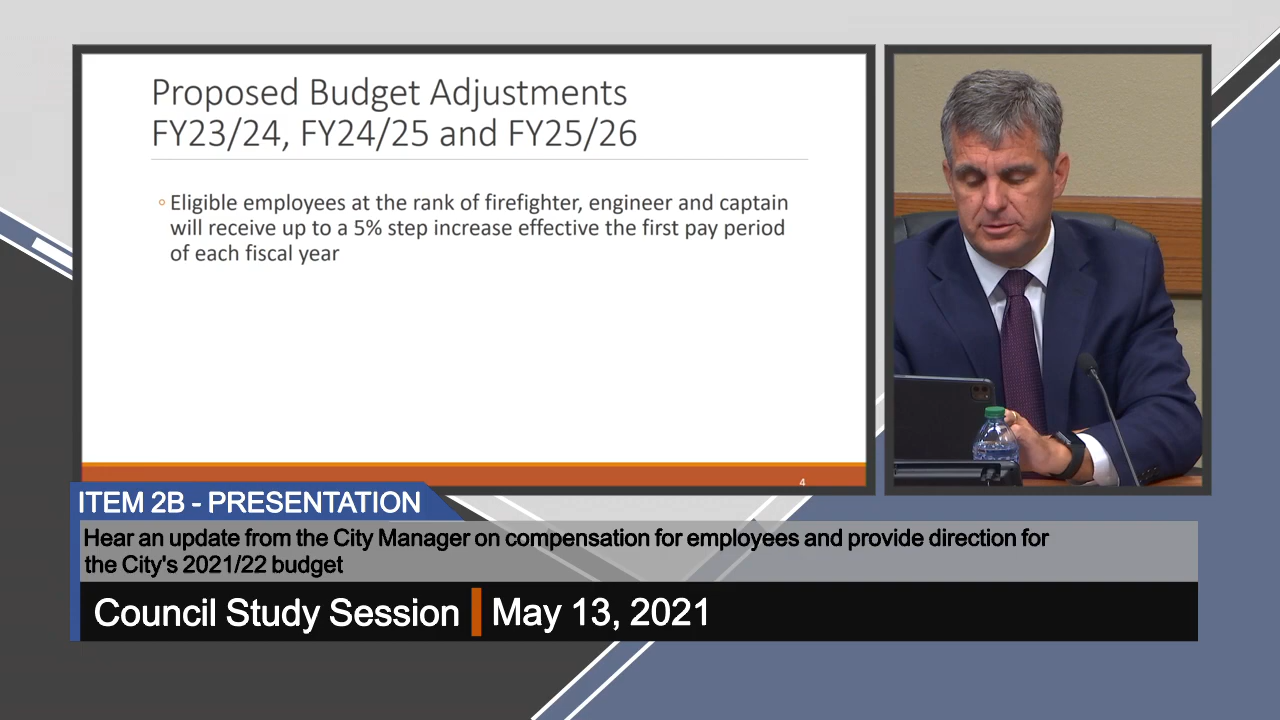 Proposed Budget Adjustments
FY23/24, FY24/25 and FY25/26
Eligible employees at the rank of firefighter, engineer and captain
will receive up to a 5% step increase effective the first pay period
of each fiscal year
4
ITEM 2B - PRESENTATION
Hear an update from the City Manager on compensation for employees and provide direction for
the City's 2021/22 budget
Council Study Session
May 13, 2021